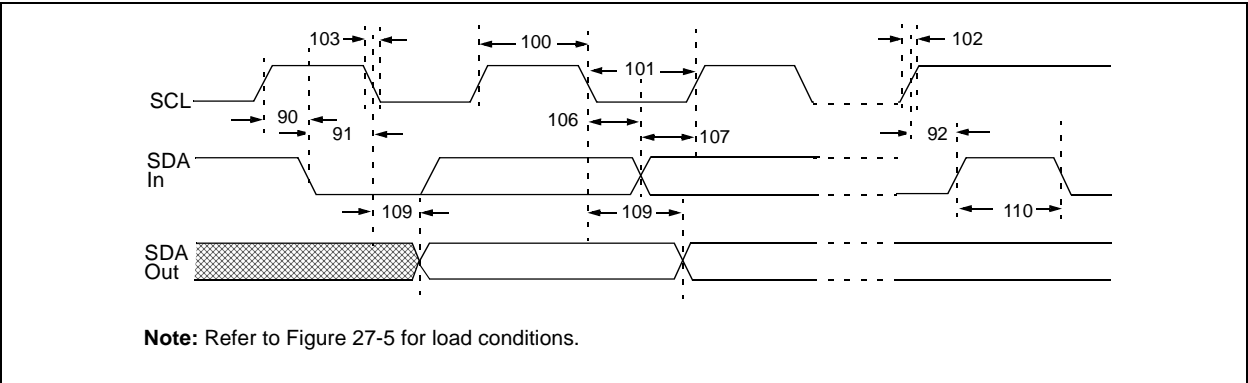 103
100
101
102
SCL
90
91
106
107
92
SDA
In
109
109
110
SDA
Out
Note: Refer to Figure 27-5 for load conditions.